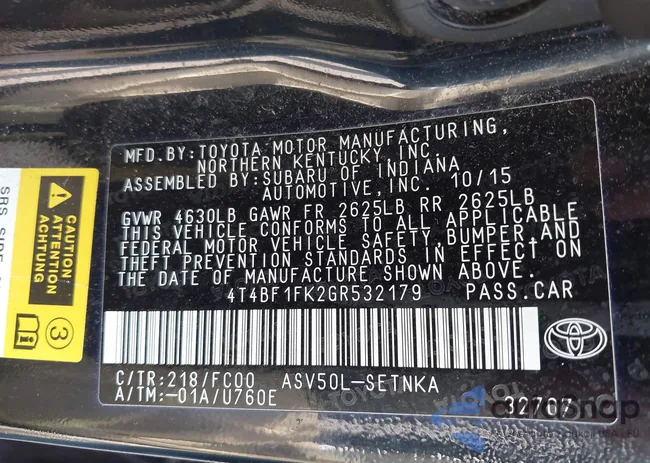 MFD.BY:TOYOTA MOTOR MANUFACTURING,
NORTHERN KENTUCKY, INC
ASSEMBLED BY:SUBARU OF INDIANA
AUTOMOTIVE,INC. 10/15
GVWR 4630LB GAWR FR 2625LB RR 2625LB
THIS VEHICLE CONFORMS TO ALL APPLICABLE
FEDERAL MOTOR VEHICLE SAFETY,BUMPER,AND
THEFT PREVENTION STANDARDS IN EFFECT ON
THE DATE OF MANUFACTURE SHOWN ABOVE.
4T4BF1FK2GR532179 PASS.CAR
C/TR:218/FC00 ASV50L-SETNKA
A/TM:-01A/U760E
32707
CAUTION
ATTENTION
ACHTUNG
3
SRS SIDE